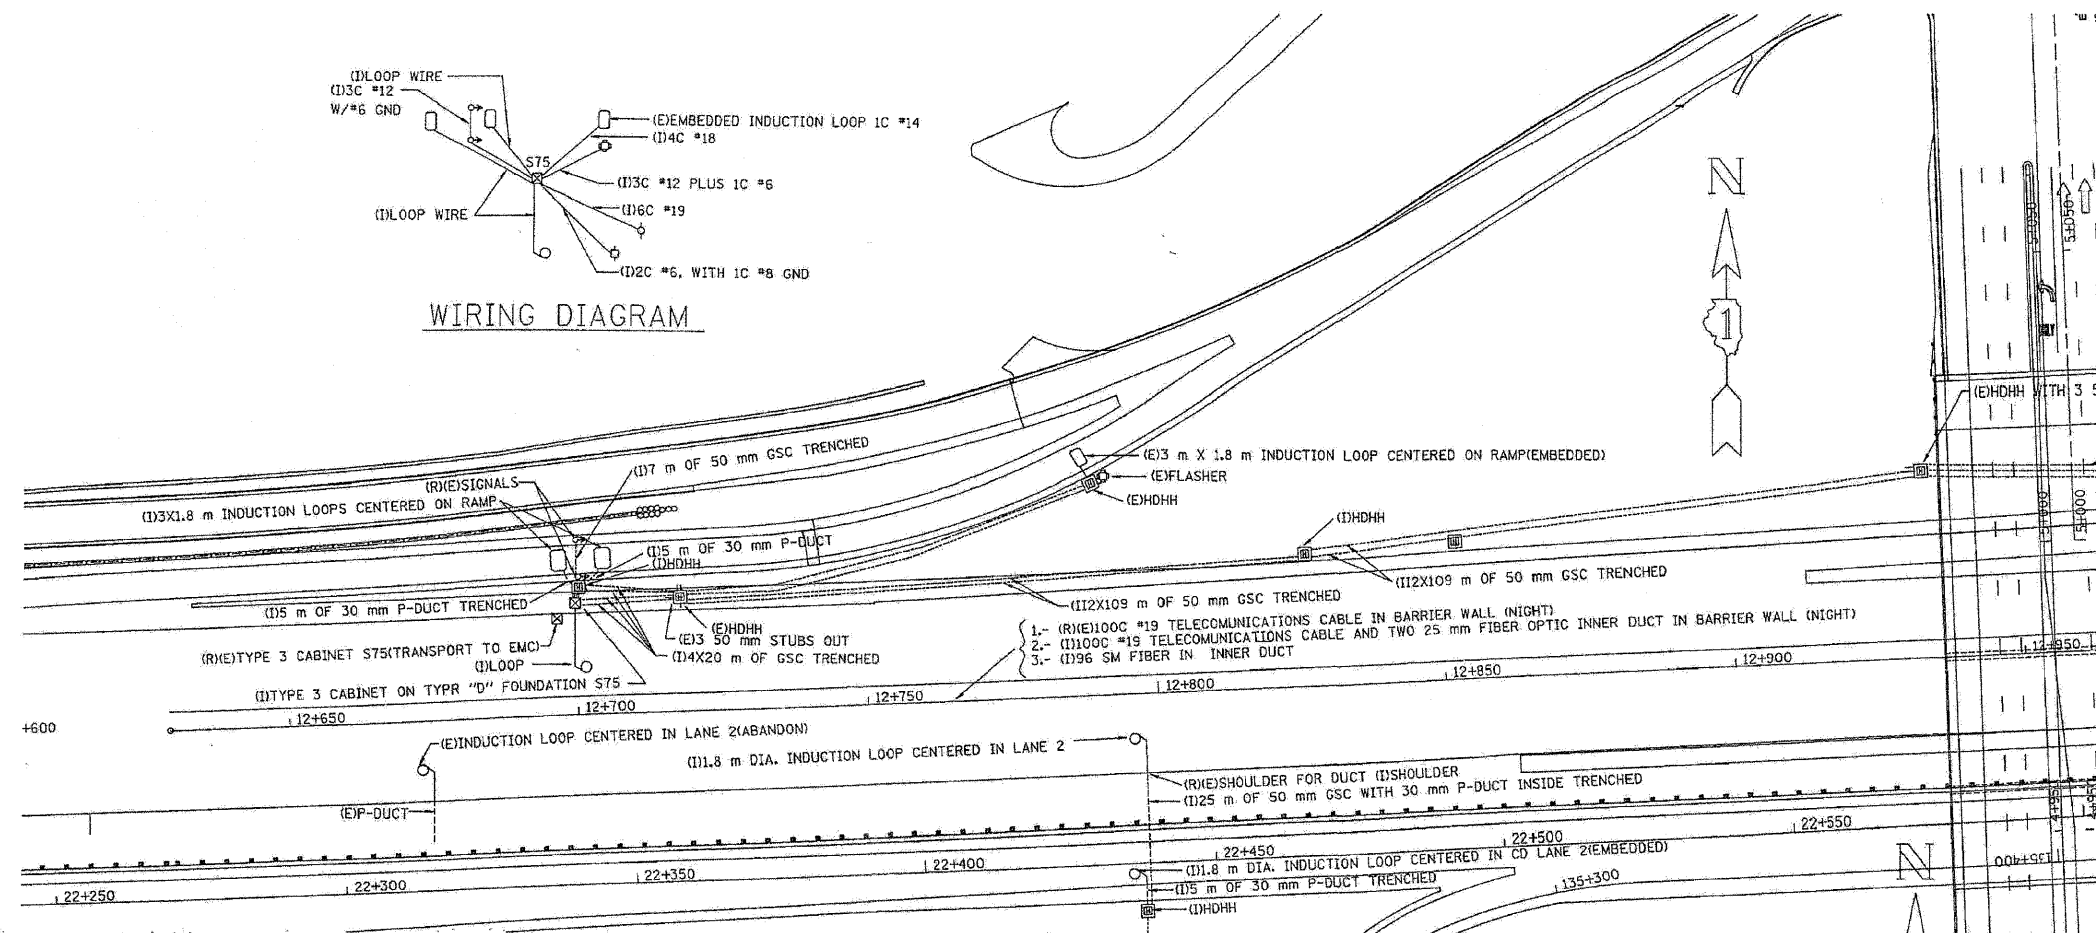 (I)LOOP WIRE
(I)3C #12
W/#6 GND
(E)EMBEDDED INDUCTION LOOP 1C #14
(I)4C #18
S75
(I)3C #12 PLUS 1C #6
(I)6C #19
(I)LOOP WIRE
(I)2C #6, WITH 1C #8 GND
WIRING DIAGRAM
N
1
5+050
5+050
(E)HDHH WITH 3 5
(I)7 m OF 50 mm GSC TRENCHED
(R)(E)SIGNALS
(I)3X1.8 m INDUCTION LOOPS CENTERED ON RAMP
(E)3 m X 1.8 m INDUCTION LOOP CENTERED ON RAMP(EMBEDDED)
(E)FLASHER
(E)HDHH
(I)HDHH
5+000
5+000
(I)5 m OF 30 mm P-DUCT
(I)HDHH
(I)5 m OF 30 mm P-DUCT TRENCHED
(I)2X109 m OF 50 mm GSC TRENCHED
(I)2X109 m OF 50 mm GSC TRENCHED
(E)HDHH
(E)3 50 mm STUBS OUT
(I)4X20 m OF GSC TRENCHED
(R)(E)TYPE 3 CABINET S75(TRANSPORT TO EMC)
(I)LOOP
(I)TYPE 3 CABINET ON TYPR "D" FOUNDATION S75
1.- (R)(E)100C #19 TELECOMUNICATIONS CABLE IN BARRIER WALL (NIGHT)
2.- (I)100C #19 TELECOMUNICATIONS CABLE AND TWO 25 mm FIBER OPTIC INNER DUCT IN BARRIER WALL (NIGHT)
3.- (I)96 SM FIBER IN INNER DUCT
+600
12+650
12+700
12+750
12+800
12+850
12+900
12+950
(E)INDUCTION LOOP CENTERED IN LANE 2(ABANDON)
(I)1.8 m DIA. INDUCTION LOOP CENTERED IN LANE 2
(R)(E)SHOULDER FOR DUCT (I)SHOULDER
(I)25 m OF 50 mm GSC WITH 30 mm P-DUCT INSIDE TRENCHED
(E)P-DUCT
22+250
22+300
22+350
22+400
22+450
22+500
22+550
(I)1.8 m DIA. INDUCTION LOOP CENTERED IN CD LANE 2(EMBEDDED)
(I)5 m OF 30 mm P-DUCT TRENCHED
(I)HDHH
135+300
135+400
N